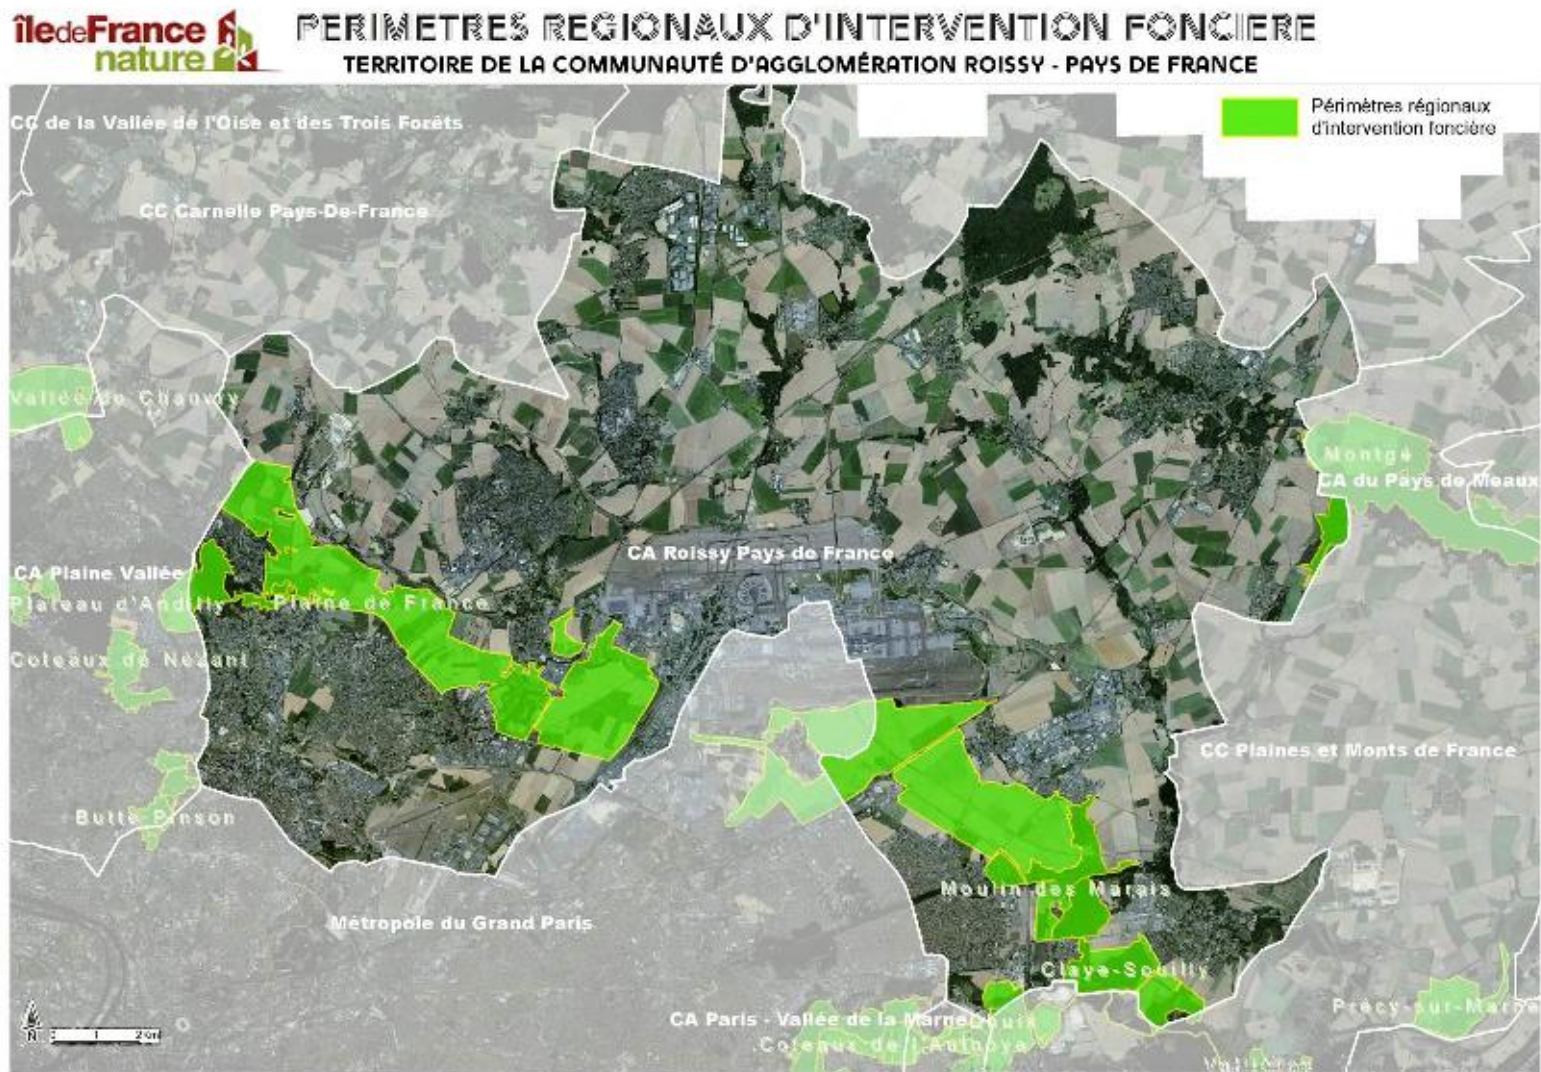 îledeFrance
nature
PERIMETRES REGIONAUX D'INTERVENTION FONCIERE
TERRITOIRE DE LA COMMUNAUTÉ D'AGGLOMÉRATION ROISSY - PAYS DE FRANCE
Périmètres régionaux
d'intervention foncière
CC de la Vallée de l'Oise et des Trois Forêts
CC Carnelle Pays-De-France
Vallée de Chauvry
Montgé
CA du Pays de Meaux
CA Roissy Pays de France
CA Plaine Vallée
Plateau d'Andilly
Plaine de France
Coteaux de Nézant
CC Plaines et Monts de France
Butte Pinson
Moulin des Marais
Métropole du Grand Paris
Claye-Souilly
Précy-sur-Marne
CA Paris - Vallée de la Marne
Coteaux de l'Aulnoye
N
0 1 2 km